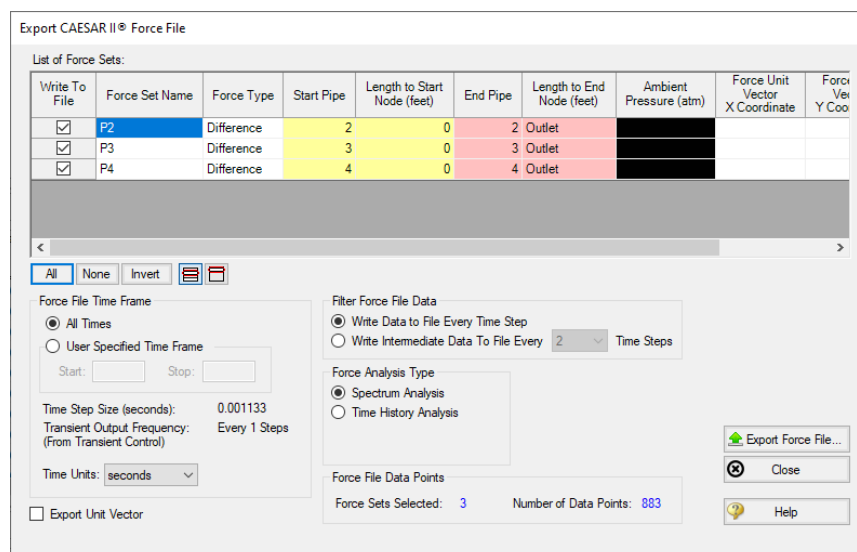 Export CAESAR II® Force File
List of Force Sets:
Write To File Force Set Name Force Type Start Pipe Length to Start Node (feet) End Pipe Length to End Node (feet) Ambient Pressure (atm) Force Unit Vector X Coordinate
P2 Difference 2 0 2 Outlet
P3 Difference 3 0 3 Outlet
P4 Difference 4 0 4 Outlet
All None Invert
Force File Time Frame
All Times
User Specified Time Frame
Start: Stop:
Time Step Size (seconds): 0.001133
Transient Output Frequency: Every 1 Steps
(From Transient Control)
Time Units: seconds
Export Unit Vector
Filter Force File Data
Write Data to File Every Time Step
Write Intermediate Data To File Every 2 Time Steps
Force Analysis Type
Spectrum Analysis
Time History Analysis
Force File Data Points
Force Sets Selected: 3 Number of Data Points: 883
Export Force File...
Close
Help